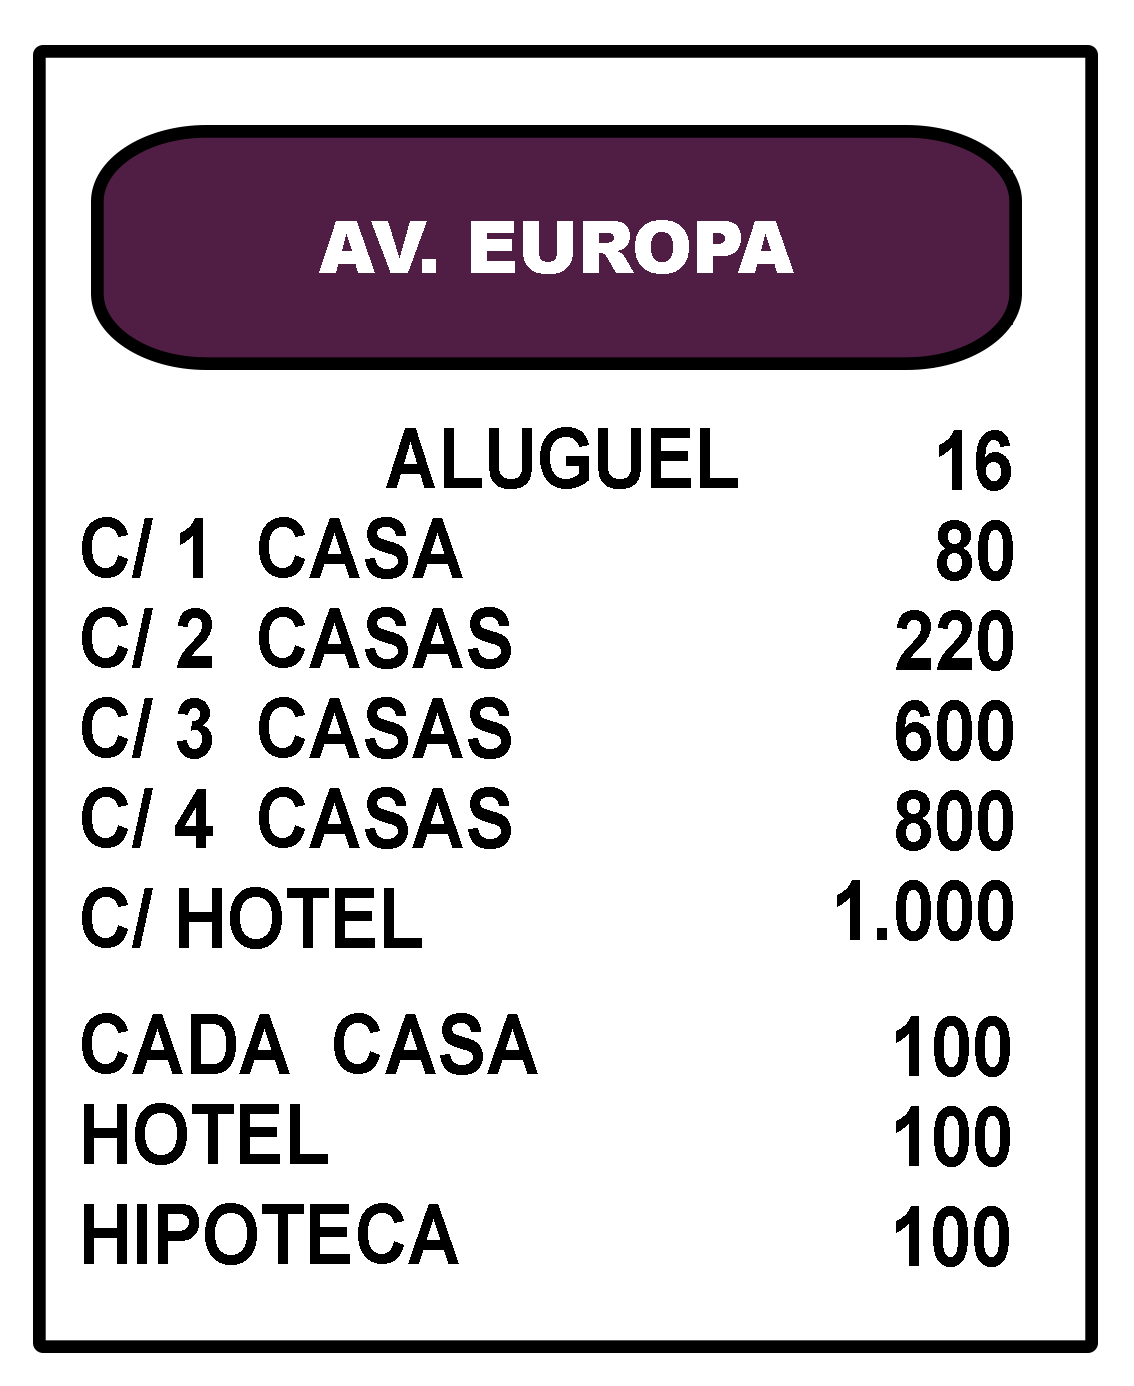 AV. EUROPA
ALUGUEL 16
C/ 1 CASA 80
C/ 2 CASAS 220
C/ 3 CASAS 600
C/ 4 CASAS 800
C/ HOTEL 1.000
CADA CASA 100
HOTEL 100
HIPOTECA 100